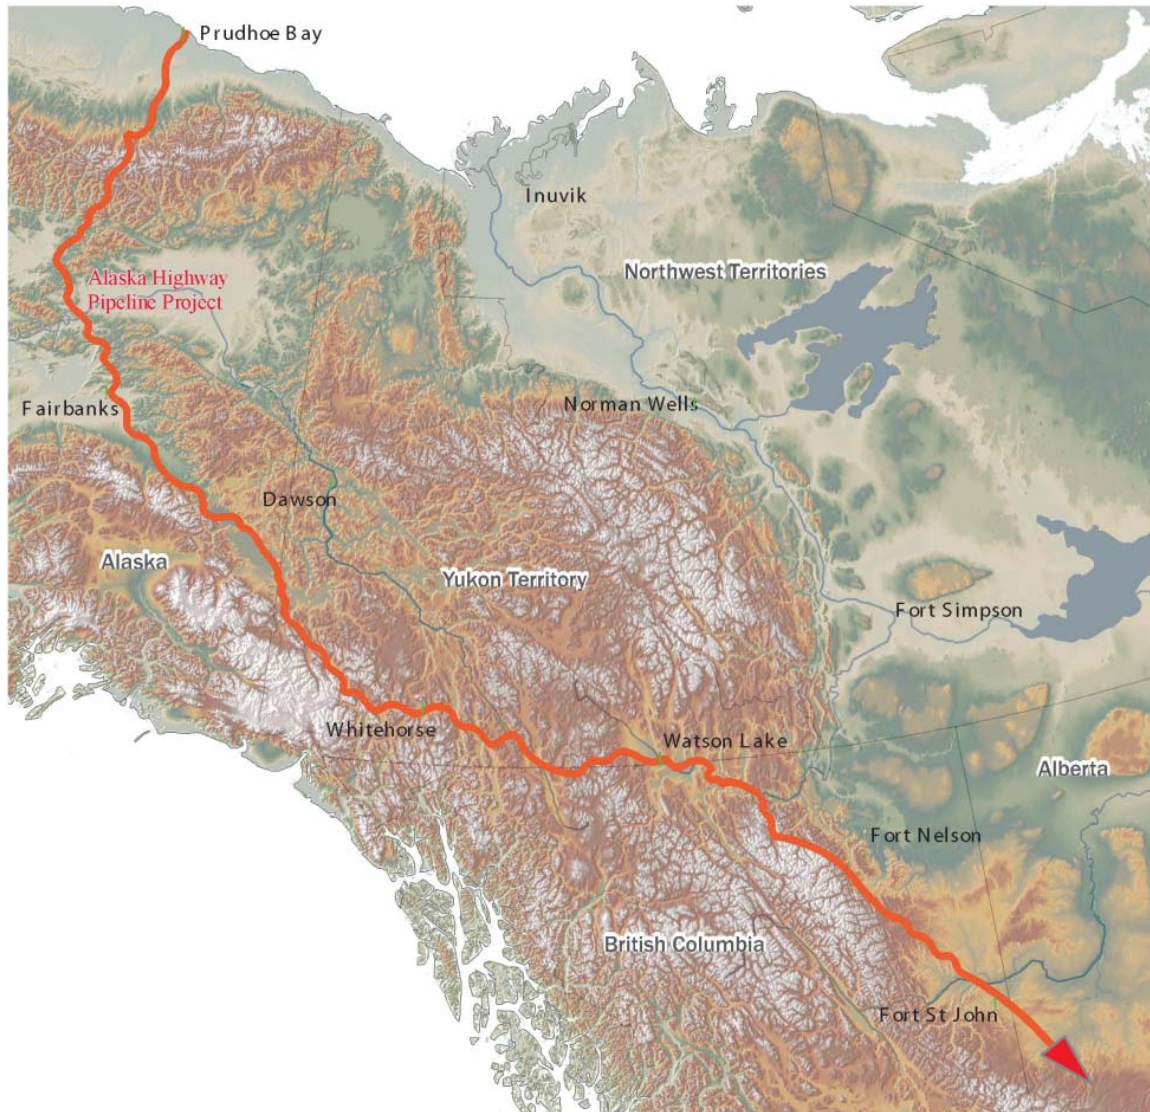 Prudhoe Bay
Inuvik
Northwest Territories
Alaska Highway
Pipeline Project
Norman Wells
Fairbanks
Dawson
Alaska
Yukon Territory
Fort Simpson
Whitehorse
Watson Lake
Alberta
Fort Nelson
British Columbia
Fort St John